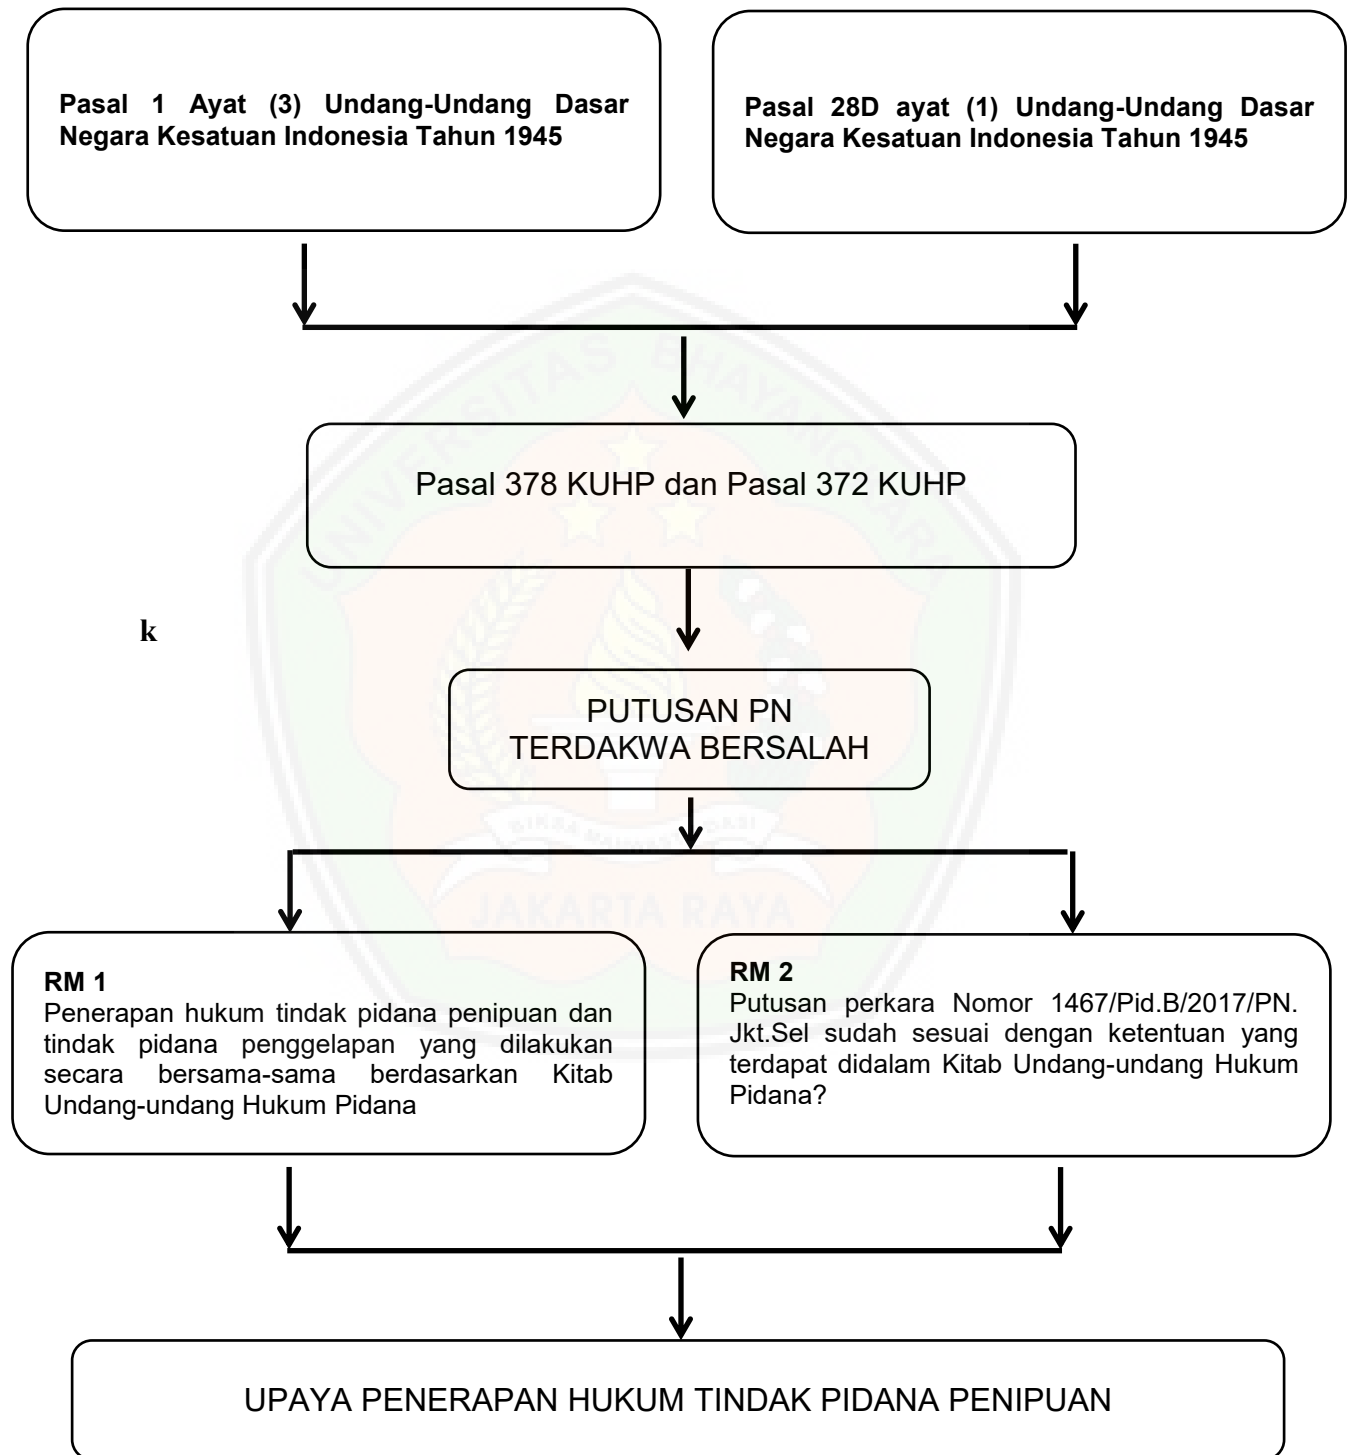 Pasal 1 Ayat (3) Undang-Undang Dasar
Negara Kesatuan Indonesia Tahun 1945
Pasal 28D ayat (1) Undang-Undang Dasar
Negara Kesatuan Indonesia Tahun 1945
UNIVERSITAS BHAYANGKARA
Pasal 378 KUHP dan Pasal 372 KUHP
k
PUTUSAN PN
TERDAKWA BERSALAH
JAKARTA RAYA
RM 1
Penerapan hukum tindak pidana penipuan dan
tindak pidana penggelapan yang dilakukan
secara bersama-sama berdasarkan Kitab
Undang-undang Hukum Pidana
RM 2
Putusan perkara Nomor 1467/Pid.B/2017/PN.
Jkt.Sel sudah sesuai dengan ketentuan yang
terdapat didalam Kitab Undang-undang Hukum
Pidana?
UPAYA PENERAPAN HUKUM TINDAK PIDANA PENIPUAN